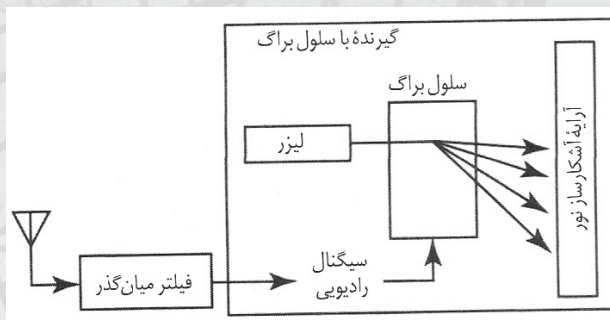 گیرندهٔ با سلول براگ
سلول براگ
لیزر
آرایهٔ آشکارساز نور
سیگنال
رادیویی
فیلتر میان‌گذر